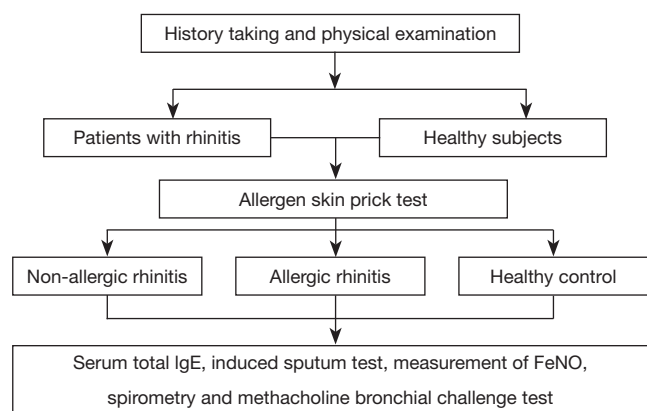 History taking and physical examination
Patients with rhinitis
Healthy subjects
Allergen skin prick test
Non-allergic rhinitis
Allergic rhinitis
Healthy control
Serum total IgE, induced sputum test, measurement of FeNO,
spirometry and methacholine bronchial challenge test